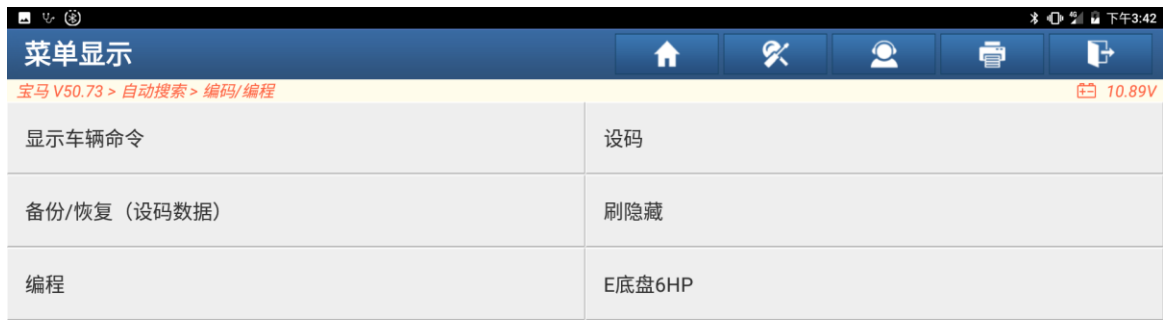 下午3:42
菜单显示
宝马 V50.73 > 自动搜索 > 编码/编程 10.89V
显示车辆命令 设码
备份/恢复（设码数据） 刷隐藏
编程 E底盘6HP